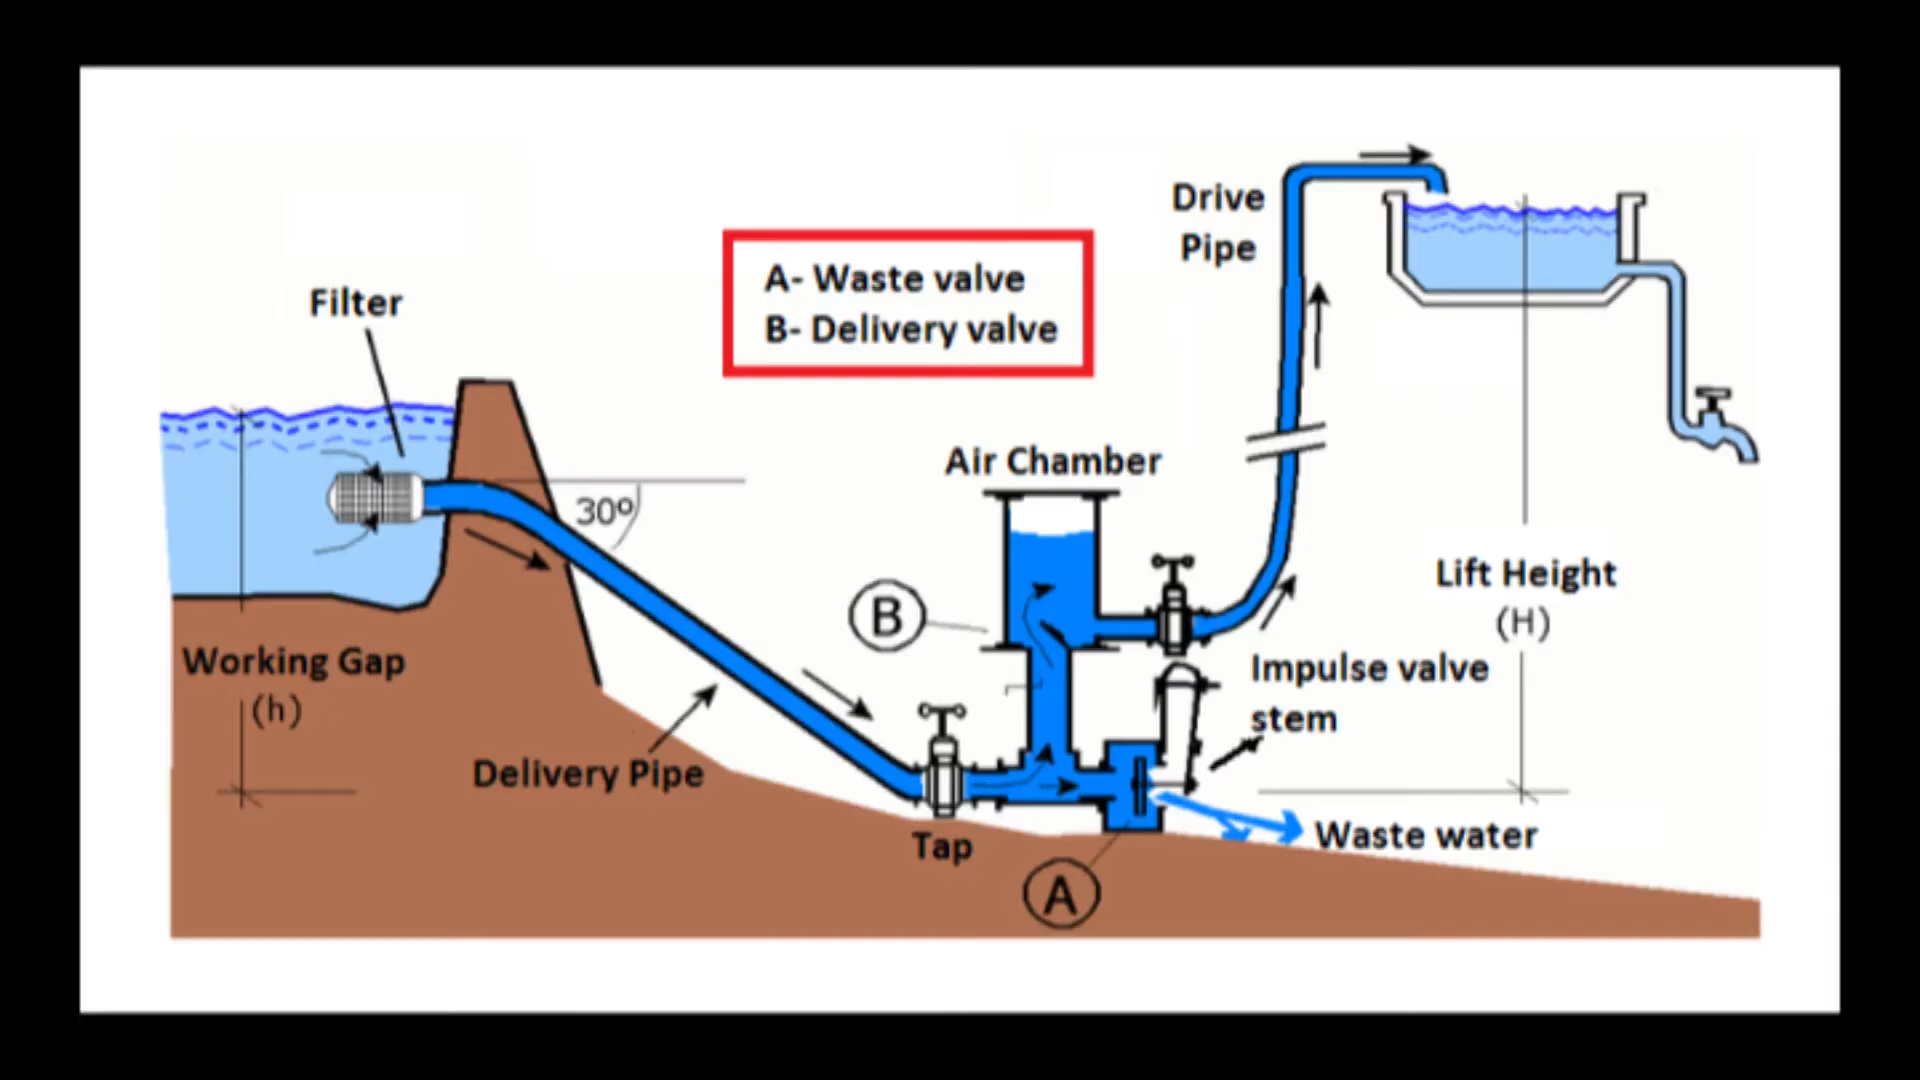 Drive
Pipe
A- Waste valve
B- Delivery valve
Filter
Air Chamber
30º
B
Lift Height
(H)
Working Gap
(h)
Impulse valve
stem
Delivery Pipe
Tap
Waste water
A